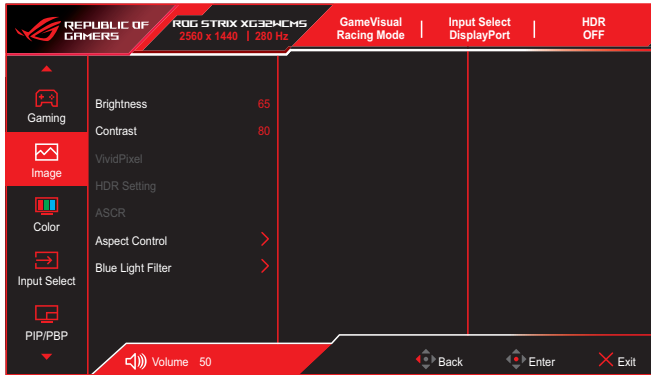 REPUBLIC OF
GAMERS
ROG STRIX XG32WCMS
2560 x 1440 | 280 Hz
GameVisual
Racing Mode
Input Select
DisplayPort
HDR
OFF
Gaming
Image
Color
Input Select
PIP/PBP
Brightness 65
Contrast 80
VividPixel
HDR Setting
ASCR
Aspect Control
Blue Light Filter
Volume 50
Back
Enter
Exit